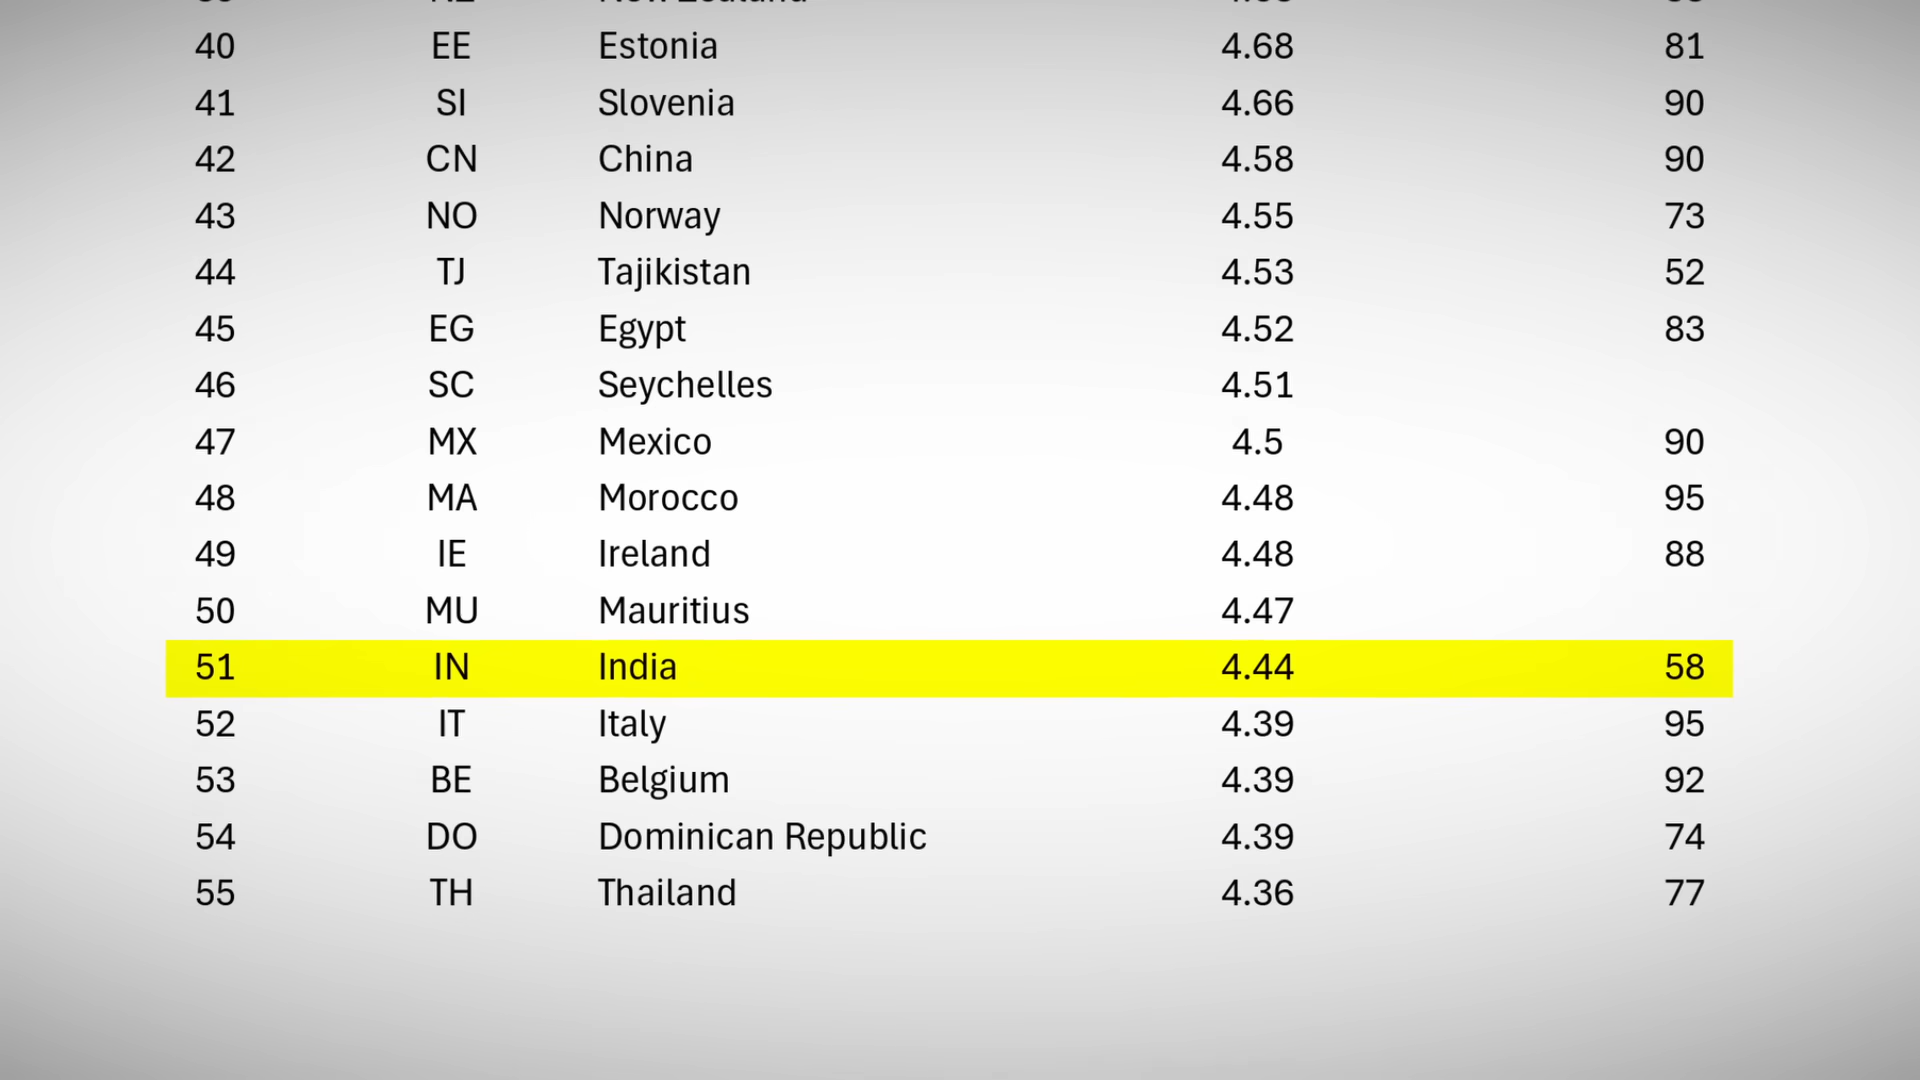 40 EE Estonia 4.68 81
41 SI Slovenia 4.66 90
42 CN China 4.58 90
43 NO Norway 4.55 73
44 TJ Tajikistan 4.53 52
45 EG Egypt 4.52 83
46 SC Seychelles 4.51
47 MX Mexico 4.5 90
48 MA Morocco 4.48 95
49 IE Ireland 4.48 88
50 MU Mauritius 4.47
51 IN India 4.44 58
52 IT Italy 4.39 95
53 BE Belgium 4.39 92
54 DO Dominican Republic 4.39 74
55 TH Thailand 4.36 77